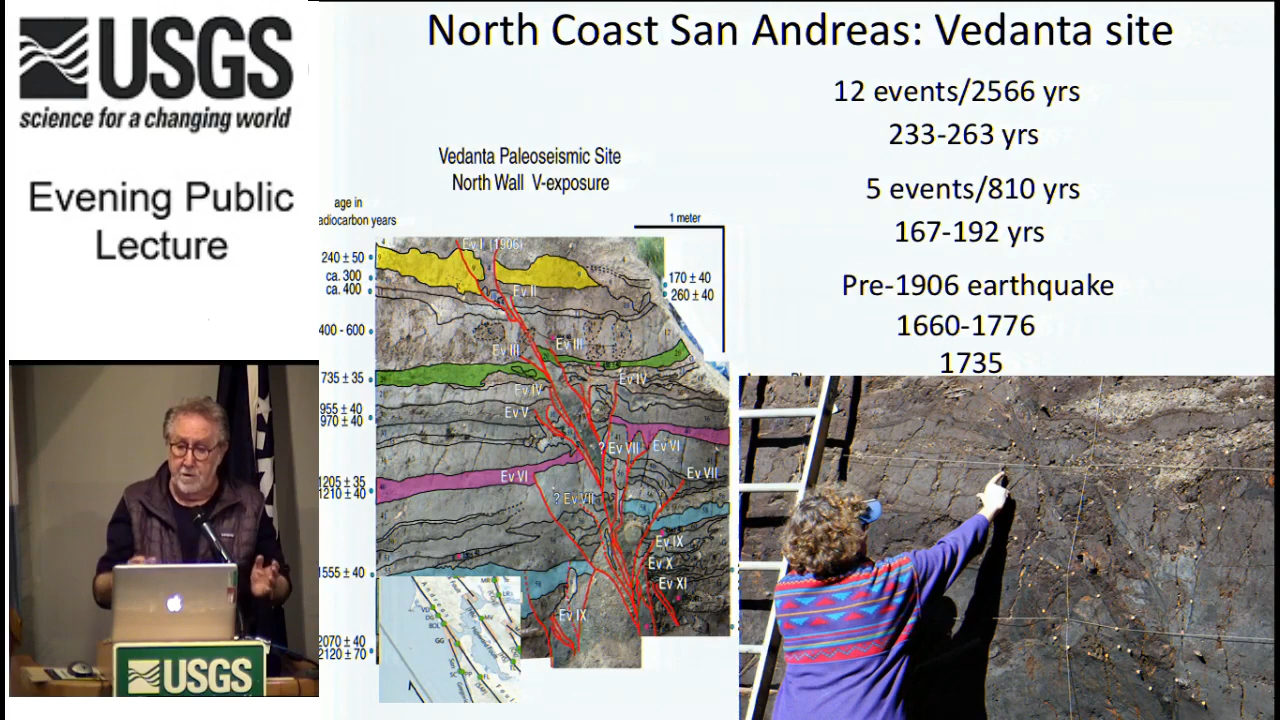 USGS
science for a changing world
Evening Public
Lecture
USGS
North Coast San Andreas: Vedanta site
12 events/2566 yrs
233-263 yrs
5 events/810 yrs
167-192 yrs
Pre-1906 earthquake
1660-1776
1735
Vedanta Paleoseismic Site
North Wall V-exposure
age in
adiocarbon years
1 meter
240 ± 50
ca. 300
ca. 400
400 - 600
735 ± 35
955 ± 40
970 ± 40
1205 ± 35
1210 ± 40
1555 ± 40
2070 ± 40
2120 ± 70
170 ± 40
260 ± 40
Ev I (1906)
Ev II
Ev III
Ev III
Ev IV
Ev IV
Ev V
? Ev VII
Ev VI
Ev VI
Ev VII
? Ev VII
Ev IX
Ev X
Ev XI
Ev IX